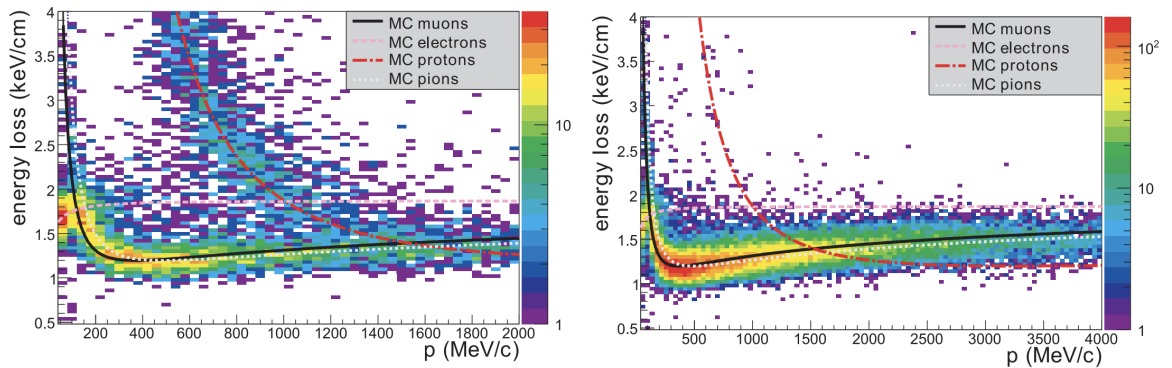 energy loss (keV/cm)
4
3.5
3
2.5
2
1.5
1
0.5
MC muons
MC electrons
MC protons
MC pions
10
1
200 400 600 800 1000 1200 1400 1600 1800 2000
p (MeV/c)
energy loss (keV/cm)
4
3.5
3
2.5
2
1.5
1
0.5
MC muons
MC electrons
MC protons
MC pions
10²
10
1
500 1000 1500 2000 2500 3000 3500 4000
p (MeV/c)